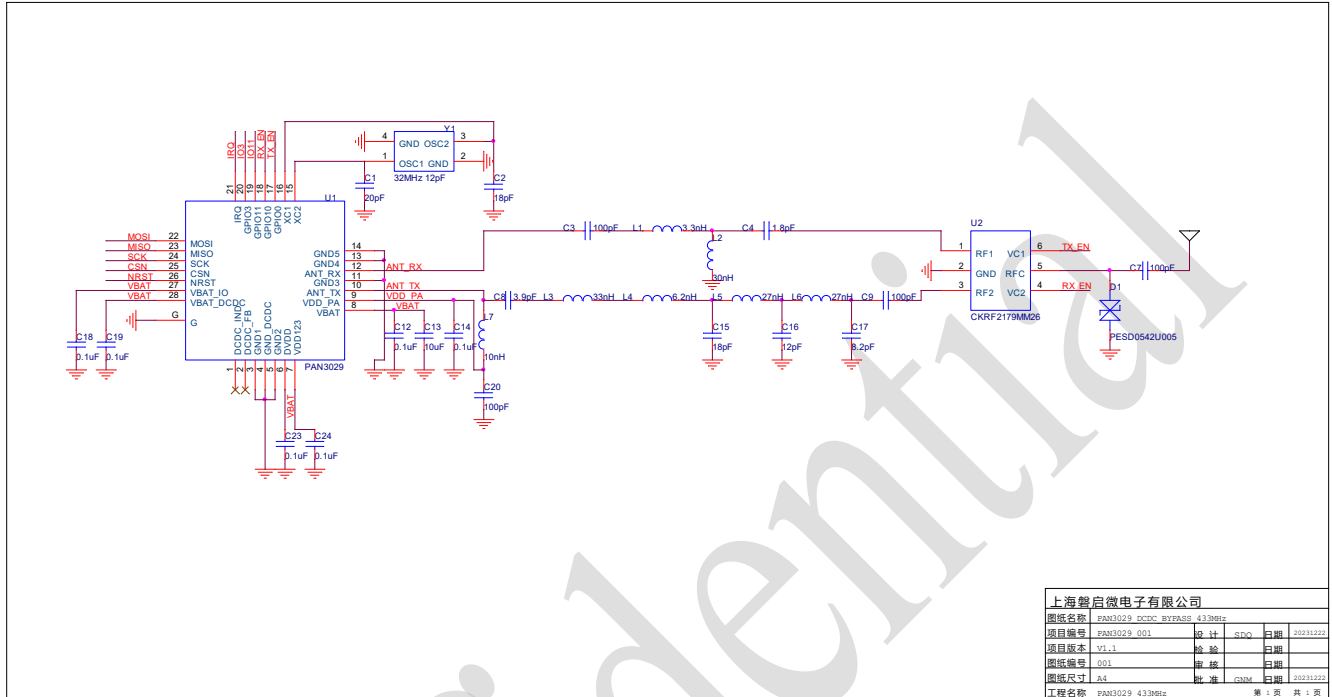 Y1
4 GND OSC2 3
1 OSC1 GND 2
32MHz 12pF
C1
20pF
C2
18pF
IRQ
IO3
IO11
RX_EN
TX_EN
21
20
19
18
17
16
15
U1
IRQ
GPIO3
GPIO11
GPIO10
GPIO0
XC1
XC2
MOSI 22 MOSI
MISO 23 MISO
SCK 24 SCK
CSN 25 CSN
NRST 26 NRST
VBAT 27 VBAT_IO
VBAT 28 VBAT_DCDC
G G
GND5 14
GND4 13
ANT_RX 12 ANT_RX
GND3 11
ANT_TX 10 ANT_TX
VDD_PA 9 VDD_PA
VBAT 8 VBAT
DCDC_IND
DCDC_FB
GND1
GND_DCDC
GND2
DVDD
VDD123
1
2
3
4
5
6
7
PAN3029
C18
0.1uF
C19
0.1uF
VBAT
C23
0.1uF
C24
0.1uF
C12
0.1uF
C13
10uF
C14
0.1uF
L7
10nH
C20
100pF
C3 100pF L1 3.3nH
L2
30nH
C4 1.8pF
C8 3.9pF L3 33nH L4 6.2nH L5 27nH L6 27nH C9 100pF
C15
18pF
C16
12pF
C17
8.2pF
U2
1 RF1 VC1 6 TX_EN
2 GND RFC 5
3 RF2 VC2 4 RX_EN
CKRF2179MM26
C7 100pF
D1
PESD0542U005
Confidential
上海磐启微电子有限公司
图纸名称 PAN3029_DCDC_BYPASS_433MHz
项目编号 PAN3029_001 设 计 SDQ 日期 20231222
项目版本 V1.1 检 验 日期
图纸编号 001 审 核 日期
图纸尺寸 A4 批 准 GNM 日期 20231222
工程名称 PAN3029_433MHz 第 1 页 共 1 页